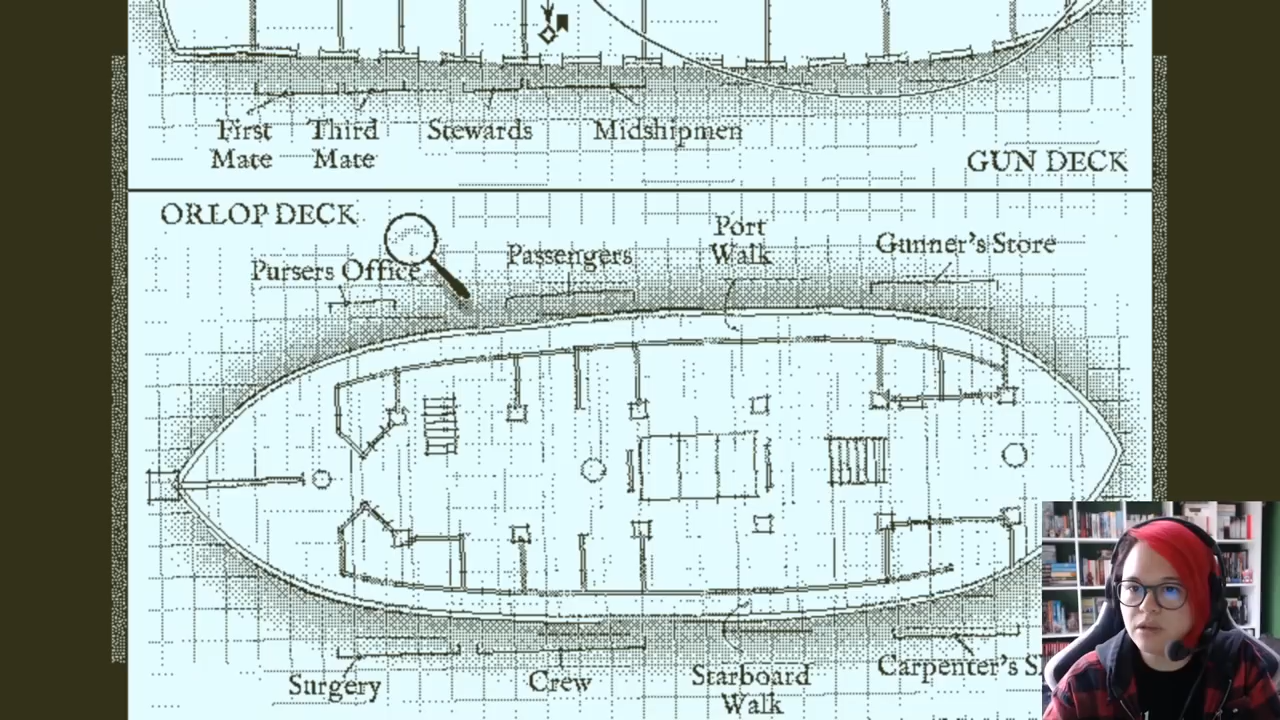 First Third Stewards Midshipmen
Mate Mate
GUN DECK
ORLOP DECK
Port
Walk
Pursers Office
Passengers
Gunner's Store
Surgery
Crew
Starboard
Walk
Carpenter's